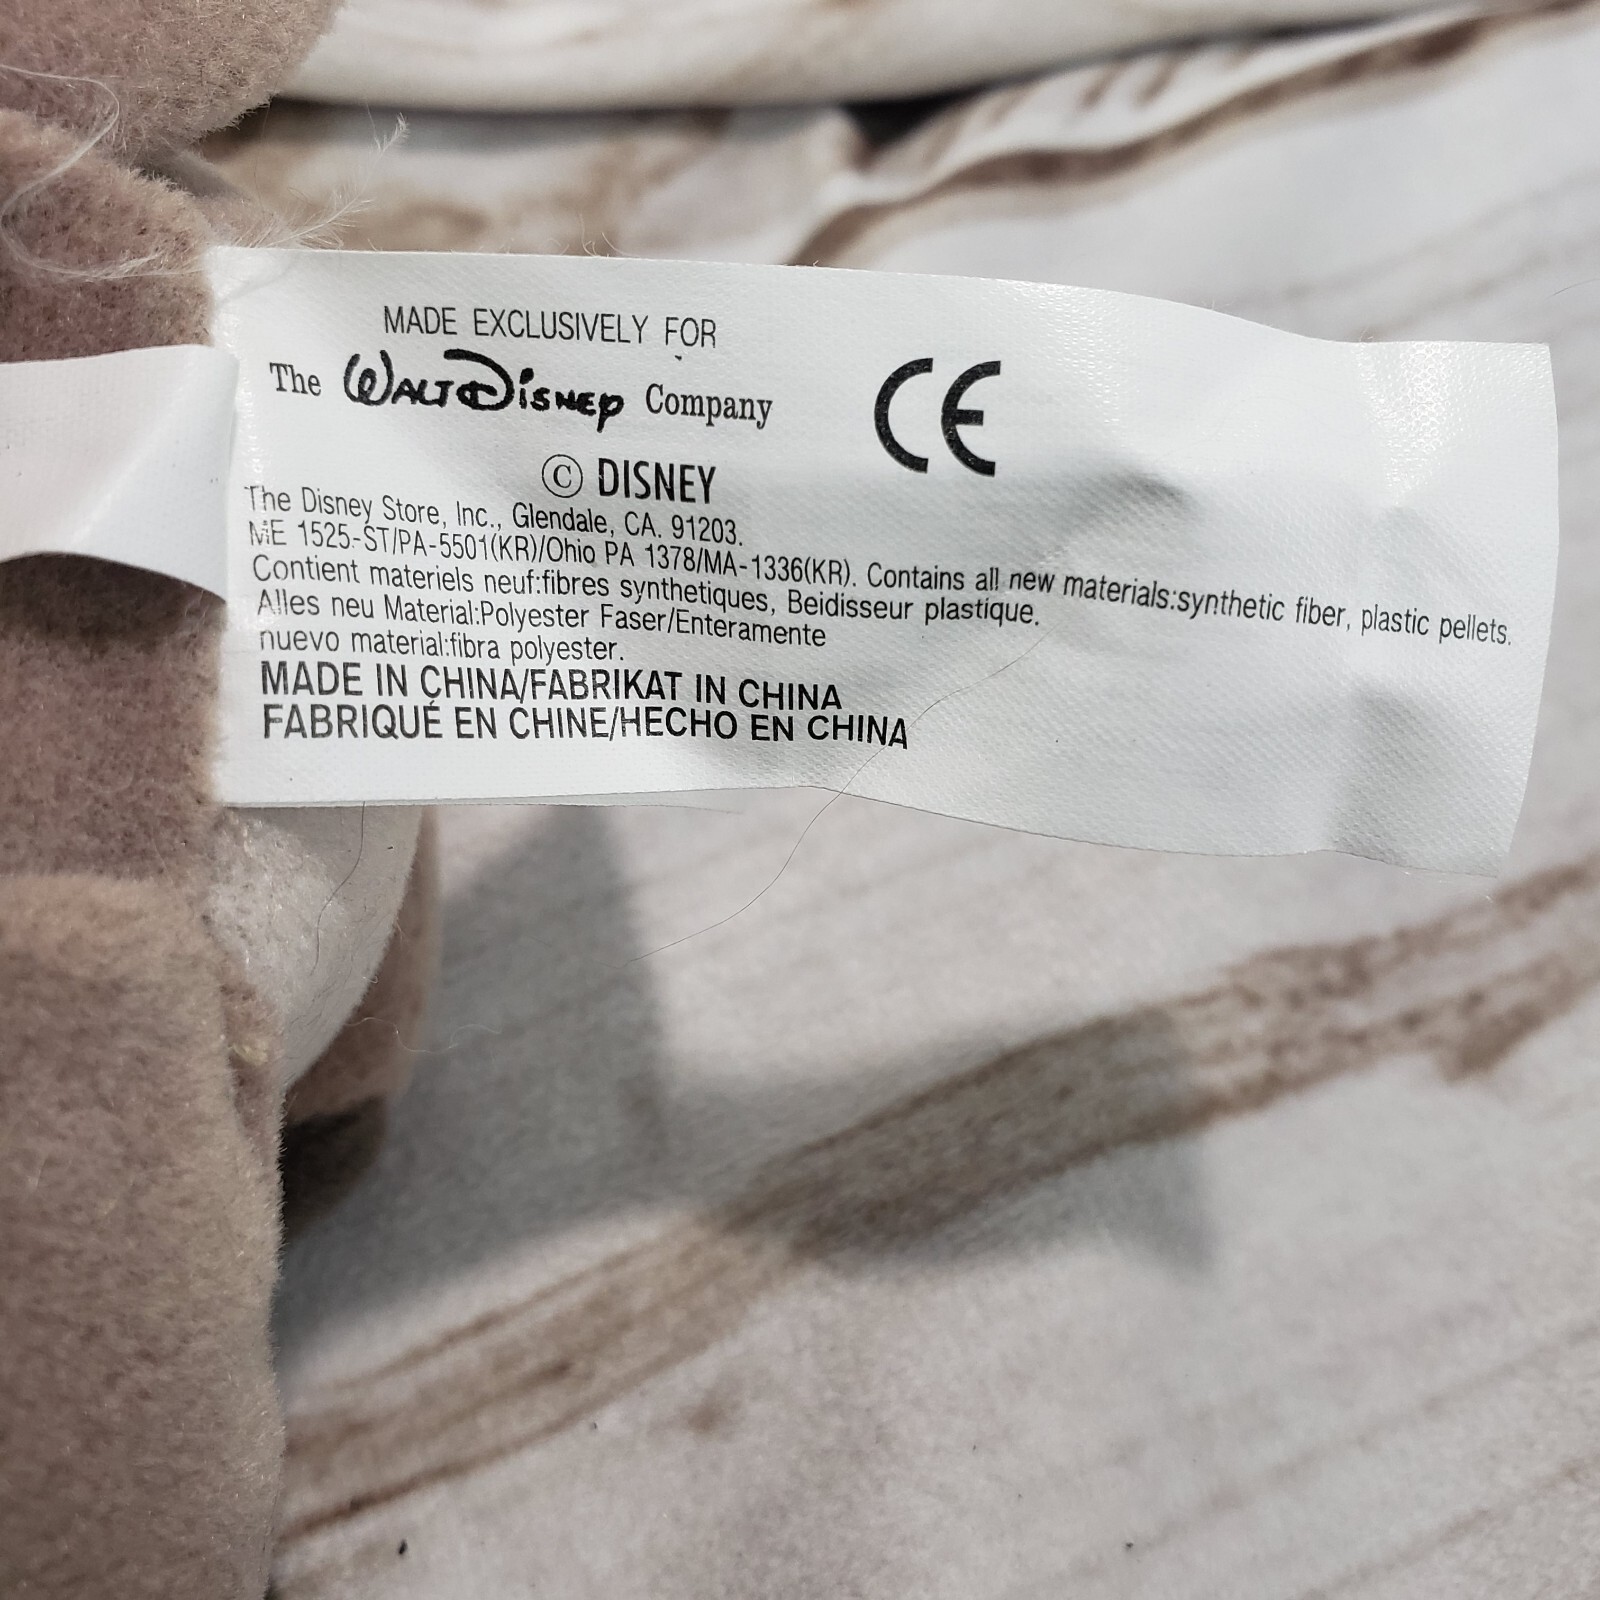 MADE EXCLUSIVELY FOR
The WALT DISNEY Company
CE
© DISNEY
The Disney Store, Inc., Glendale, CA. 91203.
ME 1525-ST/PA-5501(KR)/Ohio PA 1378/MA-1336(KR). Contains all new materials:synthetic fiber, plastic pellets.
Contient materiels neuf:fibres synthetiques, Beidisseur plastique.
Alles neu Material:Polyester Faser/Enteramente
nuevo material:fibra polyester.
MADE IN CHINA/FABRIKAT IN CHINA
FABRIQUÉ EN CHINE/HECHO EN CHINA